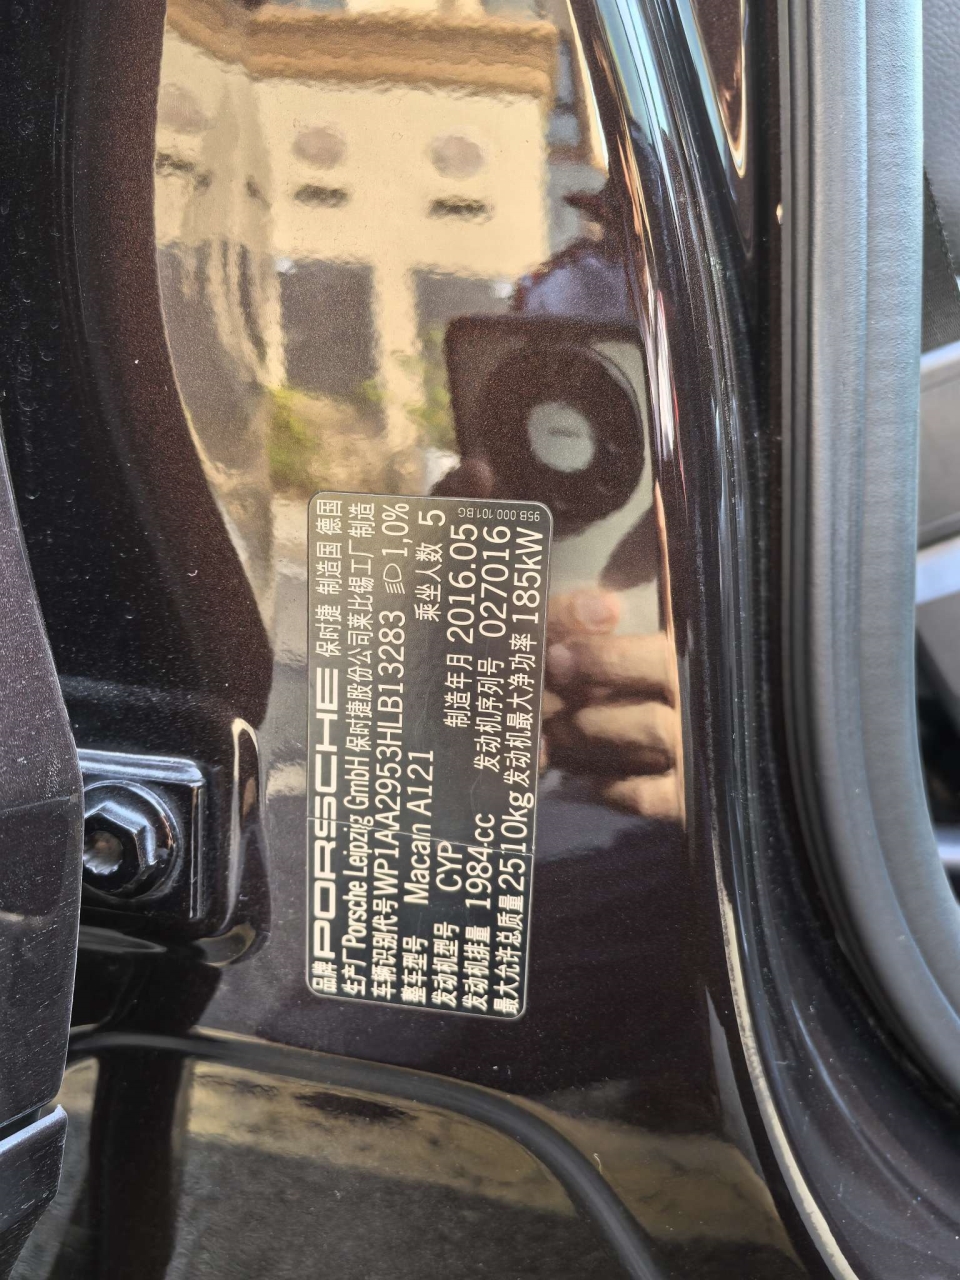 品牌 PORSCHE 保时捷 制造国 德国
生产厂 Porsche Leipzig GmbH 保时捷股份公司莱比锡工厂制造
车辆识别代号 WP1AA2953HLB13283 1,0%
整车型号 Macan A121 乘坐人数 5
发动机型号 CYP 制造年月 2016.05
发动机排量 1984cc 发动机序列号 027016
最大允许总质量 2510kg 发动机最大净功率 185kW
95B.000.101.BG